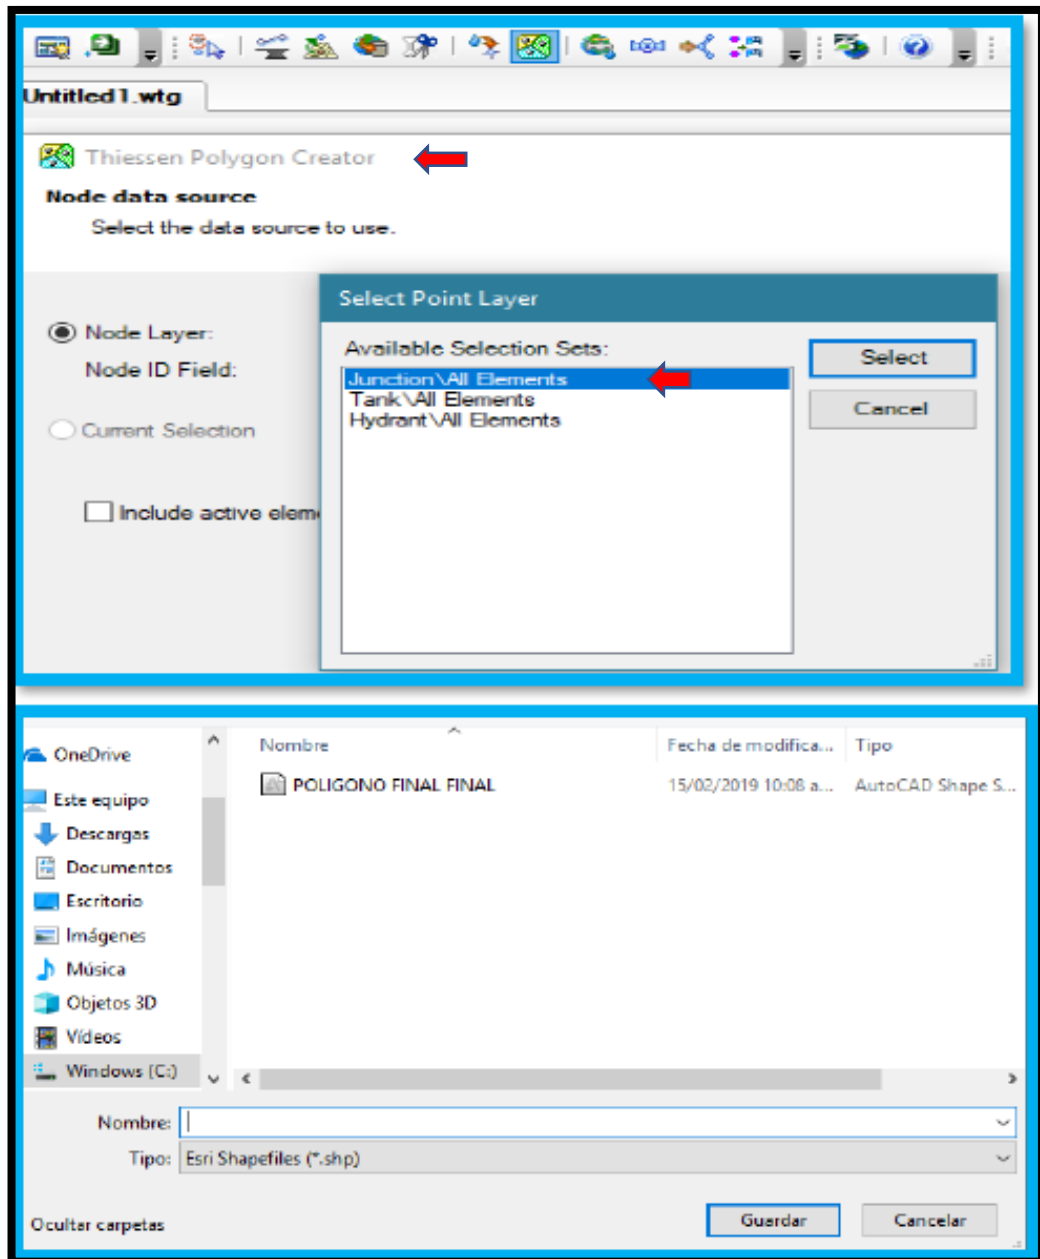 Untitled1.wtg
Thiessen Polygon Creator
Node data source
Select the data source to use.
Select Point Layer
Node Layer:
Node ID Field:
Current Selection
Include active elem
Available Selection Sets:
Junction\All Elements
Tank\All Elements
Hydrant\All Elements
Select
Cancel
OneDrive
Este equipo
Descargas
Documentos
Escritorio
Imágenes
Música
Objetos 3D
Vídeos
Windows (C:)
Nombre Fecha de modifica... Tipo
POLIGONO FINAL FINAL 15/02/2019 10:08 a... AutoCAD Shape S...
Nombre:
Tipo: Esri Shapefiles (*.shp)
Ocultar carpetas Guardar Cancelar